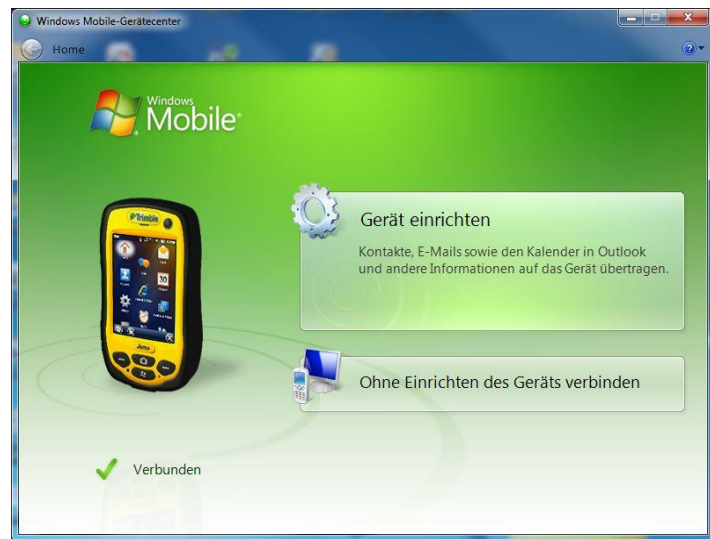 Windows Mobile-Gerätecenter
Home
Windows
Mobile
Trimble
Gerät einrichten
Kontakte, E-Mails sowie den Kalender in Outlook
und andere Informationen auf das Gerät übertragen.
Juno
Ohne Einrichten des Geräts verbinden
Verbunden